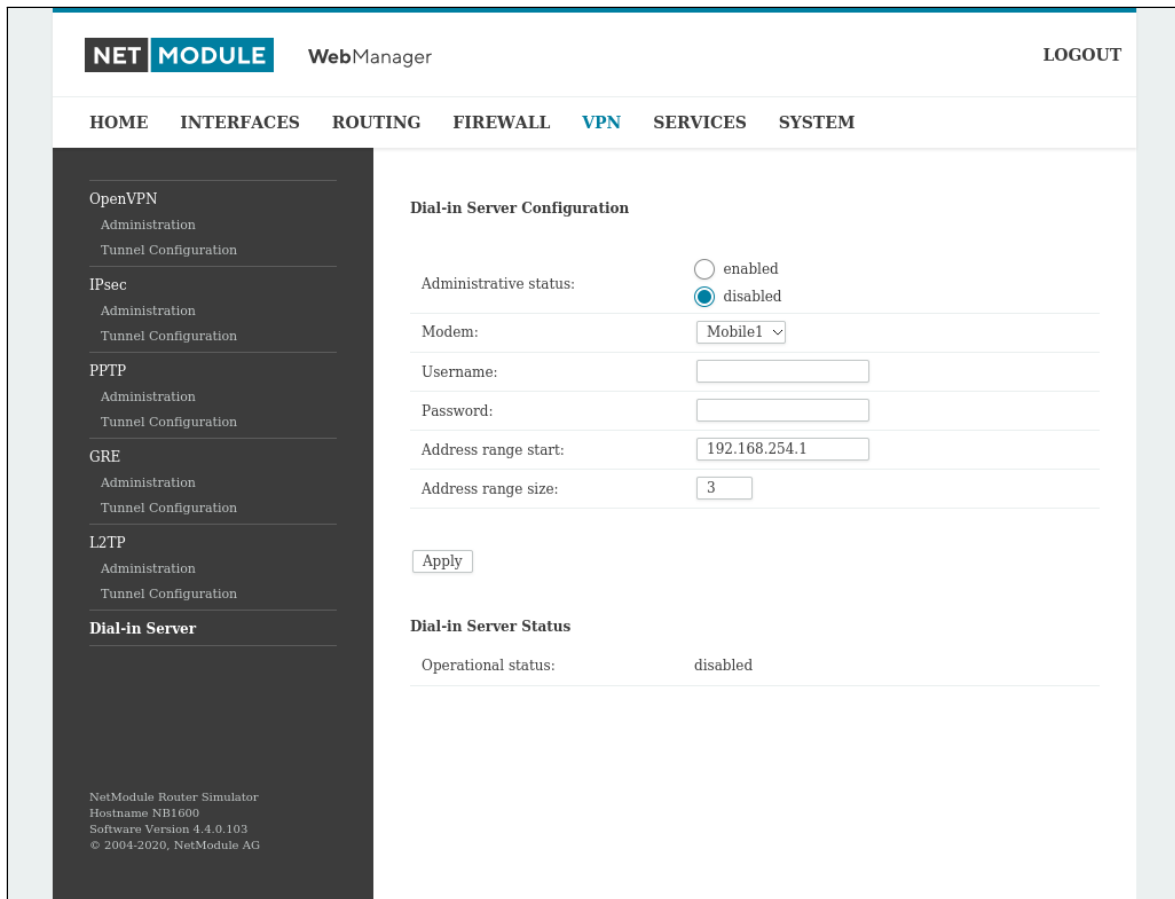 NET MODULE WebManager LOGOUT
HOME INTERFACES ROUTING FIREWALL VPN SERVICES SYSTEM
OpenVPN
Administration
Tunnel Configuration
IPsec
Administration
Tunnel Configuration
PPTP
Administration
Tunnel Configuration
GRE
Administration
Tunnel Configuration
L2TP
Administration
Tunnel Configuration
Dial-in Server
NetModule Router Simulator
Hostname NB1600
Software Version 4.4.0.103
© 2004-2020, NetModule AG
Dial-in Server Configuration
Administrative status: enabled
disabled
Modem: Mobile1
Username:
Password:
Address range start: 192.168.254.1
Address range size: 3
Apply
Dial-in Server Status
Operational status: disabled